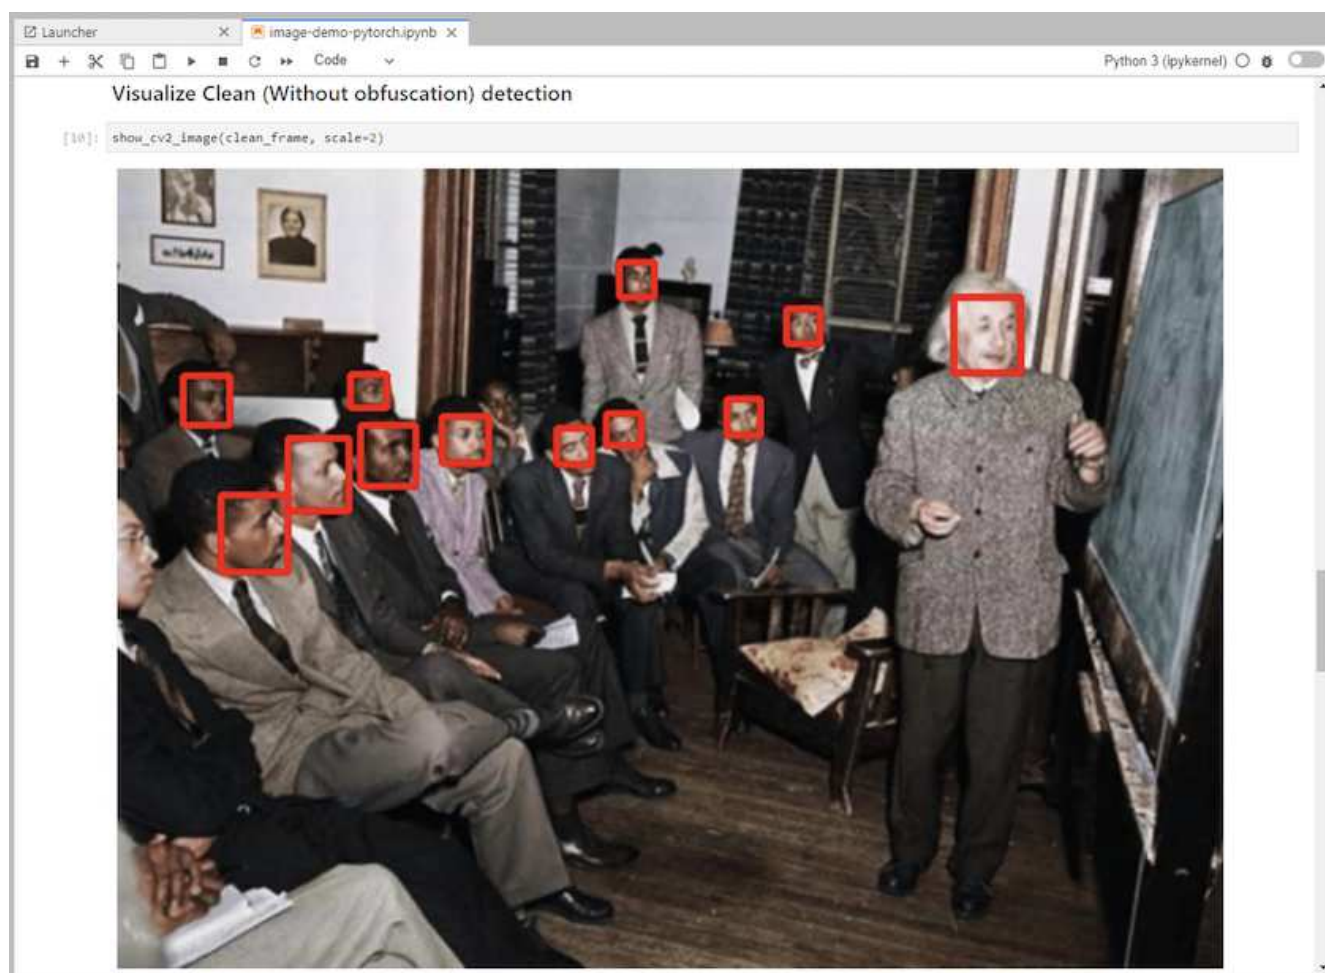 Launcher
image-demo-pytorch.ipynb
Code
Python 3 (ipykernel)
Visualize Clean (Without obfuscation) detection
[10]:
show_cv2_image(clean_frame, scale=2)